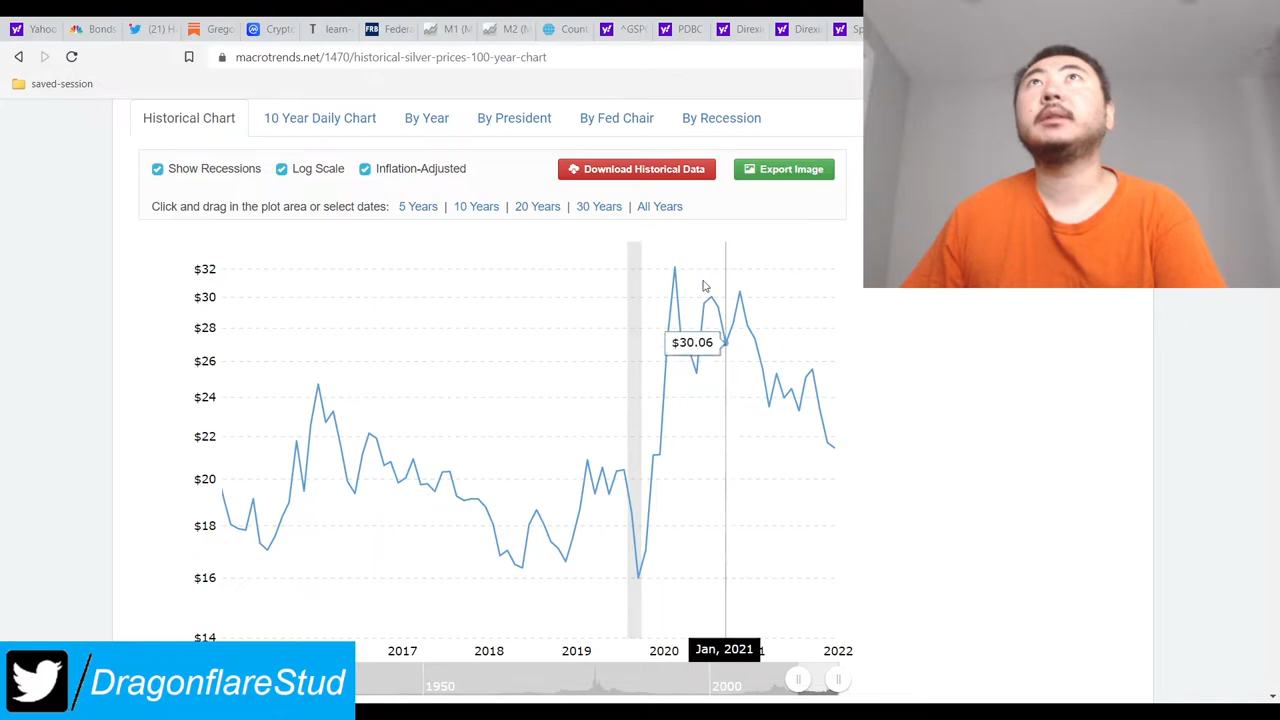 Yahoo
Bonds
(21) H
Grego
Crypto
learn-
FRB
Federa
M1 (M
M2 (M
Count
^GSP
PDBC
Direxi
Direxi
Sp
macrotrends.net/1470/historical-silver-prices-100-year-chart
saved-session
Historical Chart
10 Year Daily Chart
By Year
By President
By Fed Chair
By Recession
Show Recessions
Log Scale
Inflation-Adjusted
Download Historical Data
Export Image
Click and drag in the plot area or select dates: 5 Years | 10 Years | 20 Years | 30 Years | All Years
$32
$30
$28
$30.06
$26
$24
$22
$20
$18
$16
$14
2017
2018
2019
2020
Jan, 2021
1
2022
1950
2000
/DragonflareStud